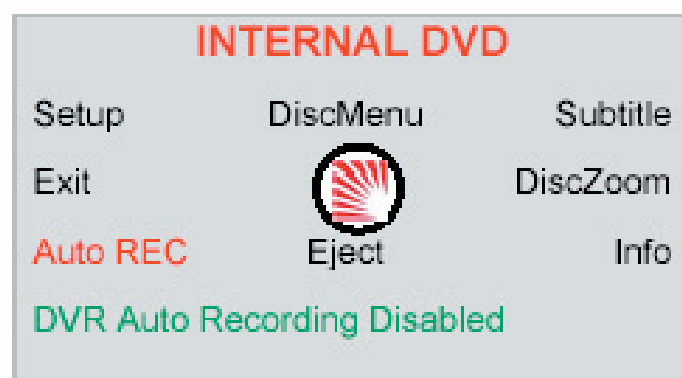 INTERNAL DVD
Setup DiscMenu Subtitle
Exit DiscZoom
Auto REC Eject Info
DVR Auto Recording Disabled